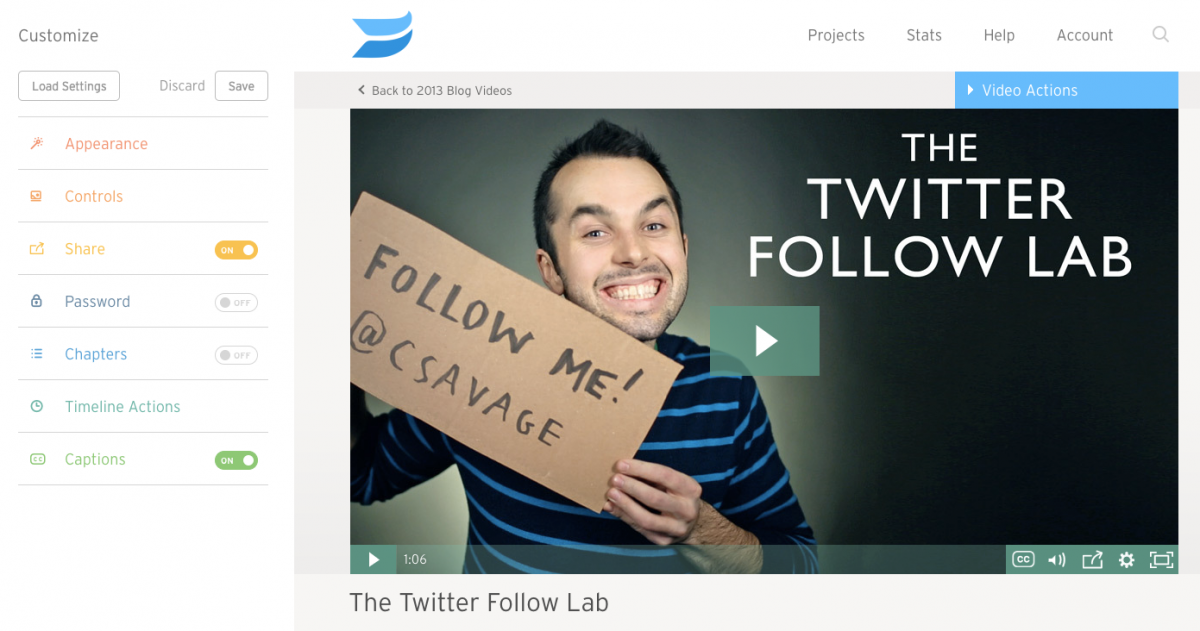 Customize
Load Settings
Discard
Save
Appearance
Controls
Share
ON
Password
OFF
Chapters
OFF
Timeline Actions
CC
Captions
ON
Projects
Stats
Help
Account
Back to 2013 Blog Videos
Video Actions
THE
TWITTER
FOLLOW LAB
FOLLOW ME!
@CSAVAGE
1:06
CC
The Twitter Follow Lab